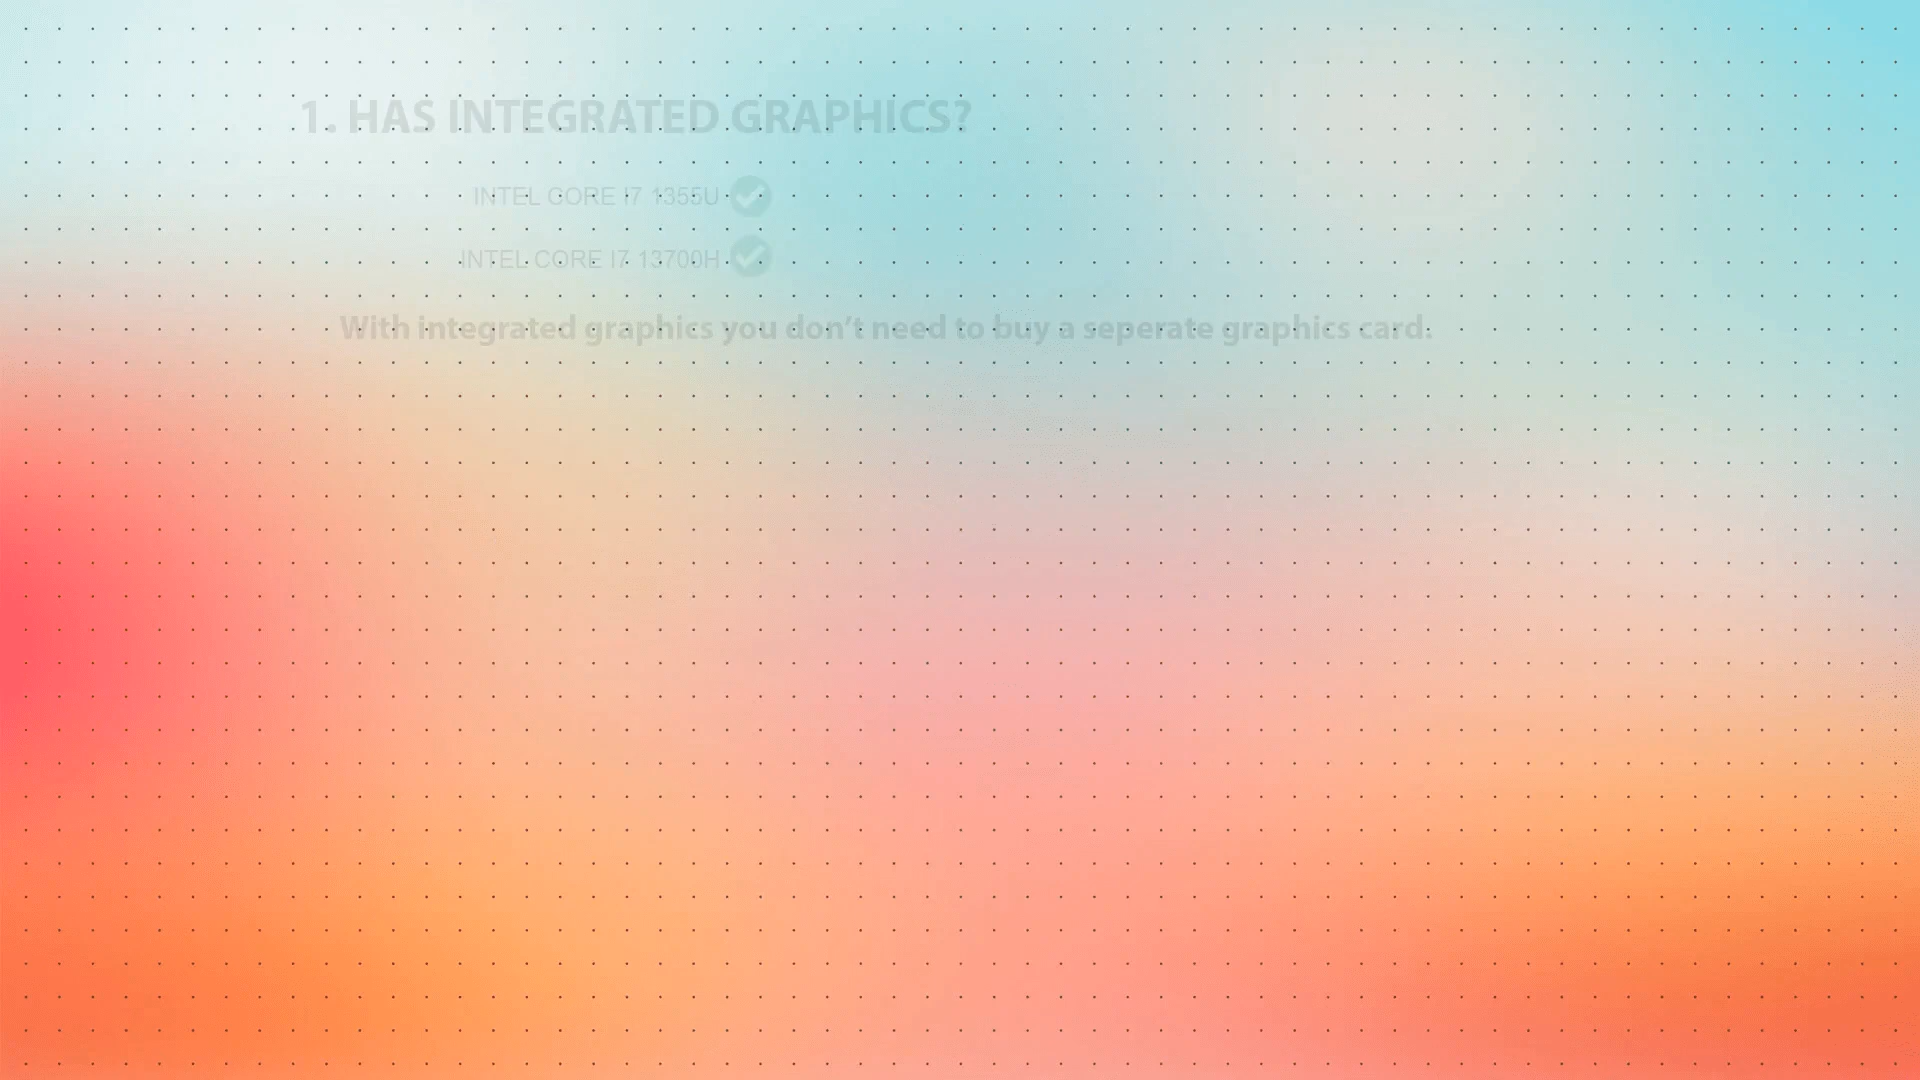 1. HAS INTEGRATED GRAPHICS?
INTEL CORE I7 1355U
INTEL CORE I7 13700H
With integrated graphics you don’t need to buy a seperate graphics card.